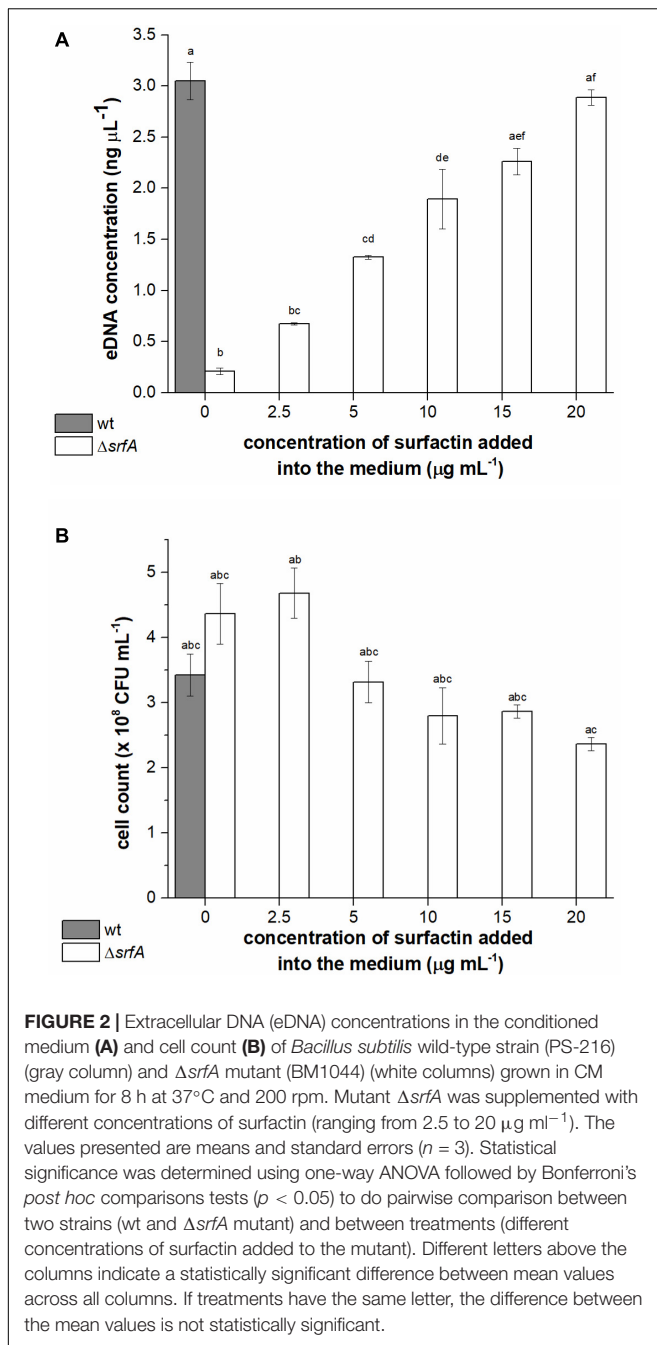 A
a
af
aef
de
cd
bc
b
3.5
3.0
2.5
2.0
1.5
1.0
0.5
0.0
eDNA concentration (ng μL⁻¹)
0 2.5 5 10 15 20
wt
ΔsrfA
concentration of surfactin added
into the medium (μg mL⁻¹)
B
abc abc ab abc abc abc ac
5
4
3
2
1
0
cell count (x 10⁸ CFU mL⁻¹)
0 2.5 5 10 15 20
wt
ΔsrfA
concentration of surfactin added
into the medium (μg mL⁻¹)
FIGURE 2 | Extracellular DNA (eDNA) concentrations in the conditioned
medium (A) and cell count (B) of Bacillus subtilis wild-type strain (PS-216)
(gray column) and ΔsrfA mutant (BM1044) (white columns) grown in CM
medium for 8 h at 37°C and 200 rpm. Mutant ΔsrfA was supplemented with
different concentrations of surfactin (ranging from 2.5 to 20 μg ml⁻¹). The
values presented are means and standard errors (n = 3). Statistical
significance was determined using one-way ANOVA followed by Bonferroni's
post hoc comparisons tests (p < 0.05) to do pairwise comparison between
two strains (wt and ΔsrfA mutant) and between treatments (different
concentrations of surfactin added to the mutant). Different letters above the
columns indicate a statistically significant difference between mean values
across all columns. If treatments have the same letter, the difference between
the mean values is not statistically significant.